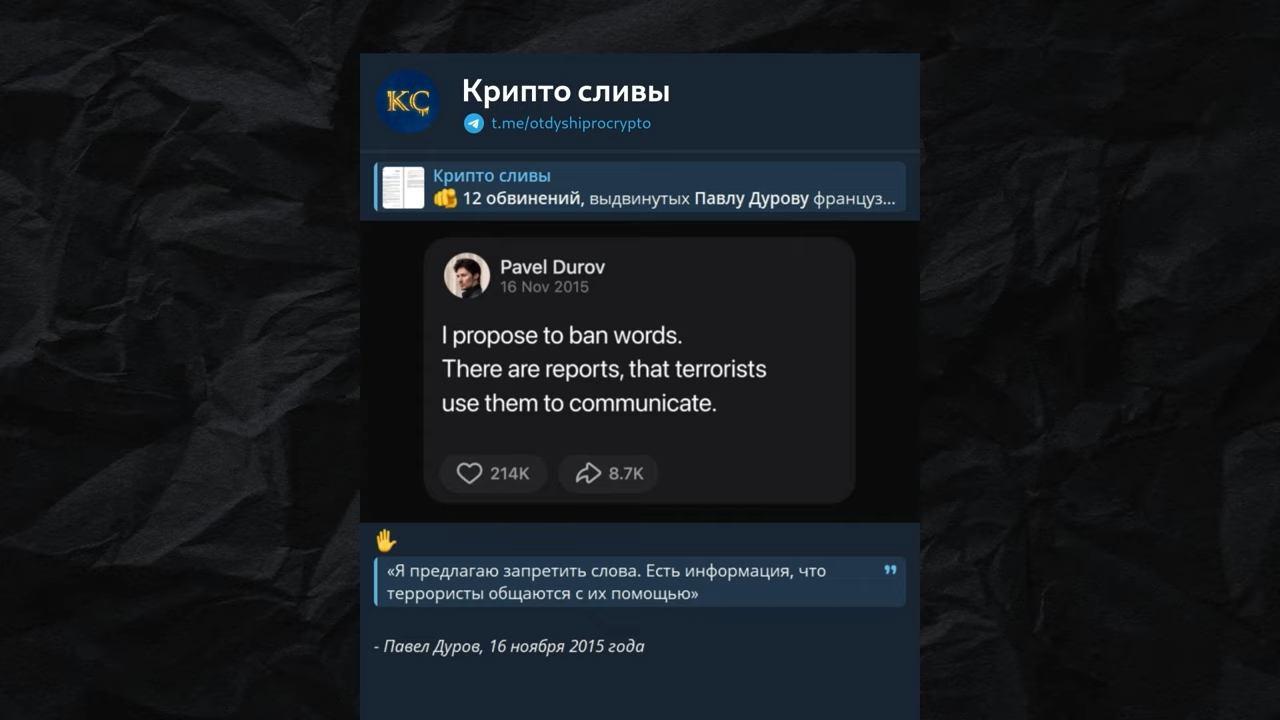 KC
Крипто сливы
t.me/otdyshiprocrypto
Крипто сливы
12 обвинений, выдвинутых Павлу Дурову француз...
Pavel Durov
16 Nov 2015
I propose to ban words.
There are reports, that terrorists
use them to communicate.
214K 8.7K
«Я предлагаю запретить слова. Есть информация, что
террористы общаются с их помощью»
- Павел Дуров, 16 ноября 2015 года